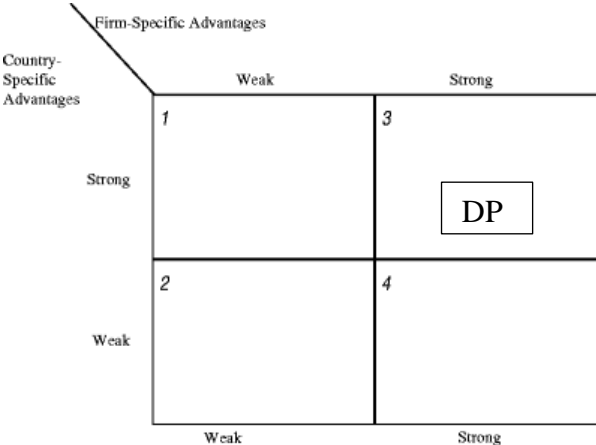 Firm-Specific Advantages
Country-
Specific
Advantages
Weak
Strong
1
3
Strong
DP
2
4
Weak
Weak
Strong